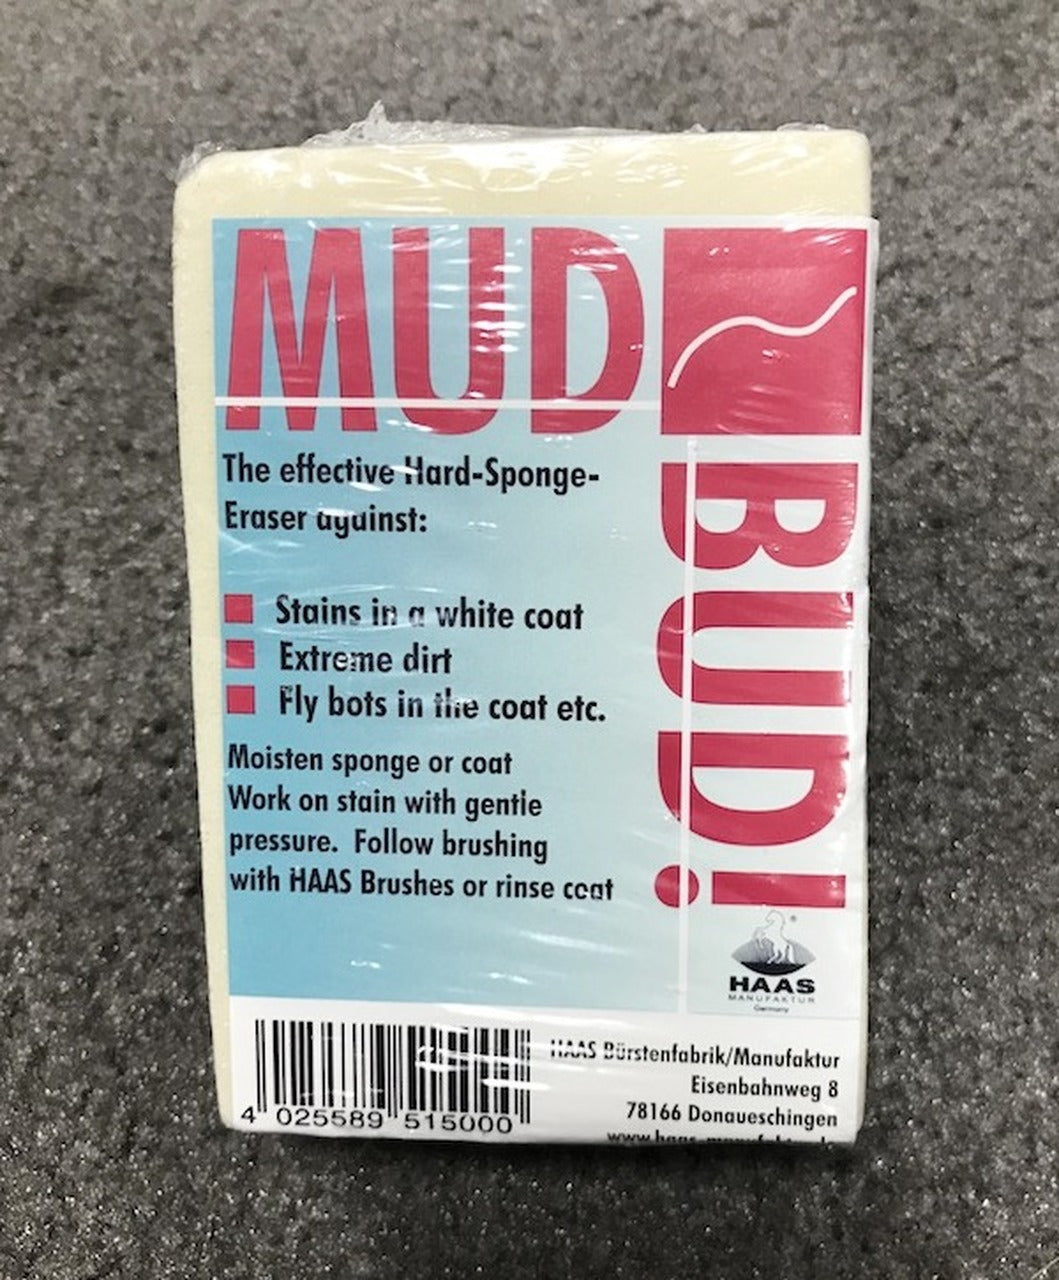 MUD
BUD!
The effective Hard-Sponge-
Eraser against:
Stains in a white coat
Extreme dirt
Fly bots in the coat etc.
Moisten sponge or coat
Work on stain with gentle
pressure. Follow brushing
with HAAS Brushes or rinse coat
®
HAAS
MANUFAKTUR
Germany
HAAS Bürstenfabrik/Manufaktur
Eisenbahnweg 8
78166 Donaueschingen
4 025589 515000